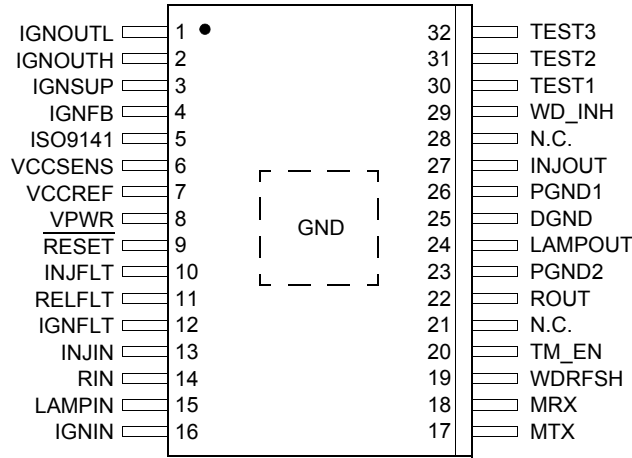 IGNOUTL 1 32 TEST3
IGNOUTH 2 31 TEST2
IGNSUP 3 30 TEST1
IGNFB 4 29 WD_INH
ISO9141 5 28 N.C.
VCCSENS 6 27 INJOUT
VCCREF 7 26 PGND1
VPWR 8 25 DGND
GND
RESET 9 24 LAMPOUT
INJFLT 10 23 PGND2
RELFLT 11 22 ROUT
IGNFLT 12 21 N.C.
INJIN 13 20 TM_EN
RIN 14 19 WDRFSH
LAMPIN 15 18 MRX
IGNIN 16 17 MTX